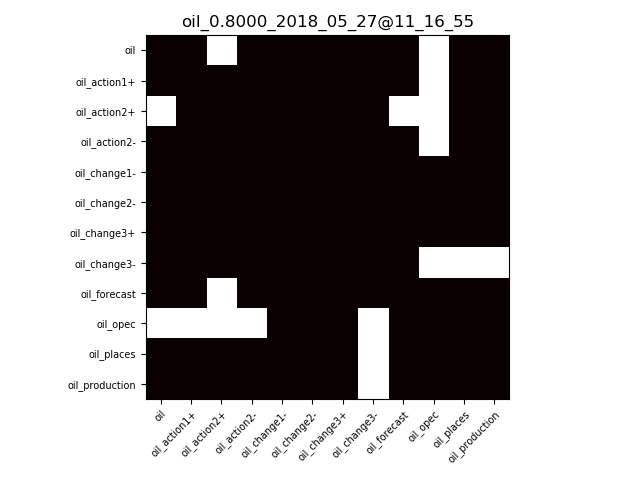 oil_0.8000_2018_05_27@11_16_55
oil
oil_action1+
oil_action2+
oil_action2-
oil_change1-
oil_change2-
oil_change3+
oil_change3-
oil_forecast
oil_opec
oil_places
oil_production
oil
oil_action1+
oil_action2+
oil_action2-
oil_change1-
oil_change2-
oil_change3+
oil_change3-
oil_forecast
oil_opec
oil_places
oil_production